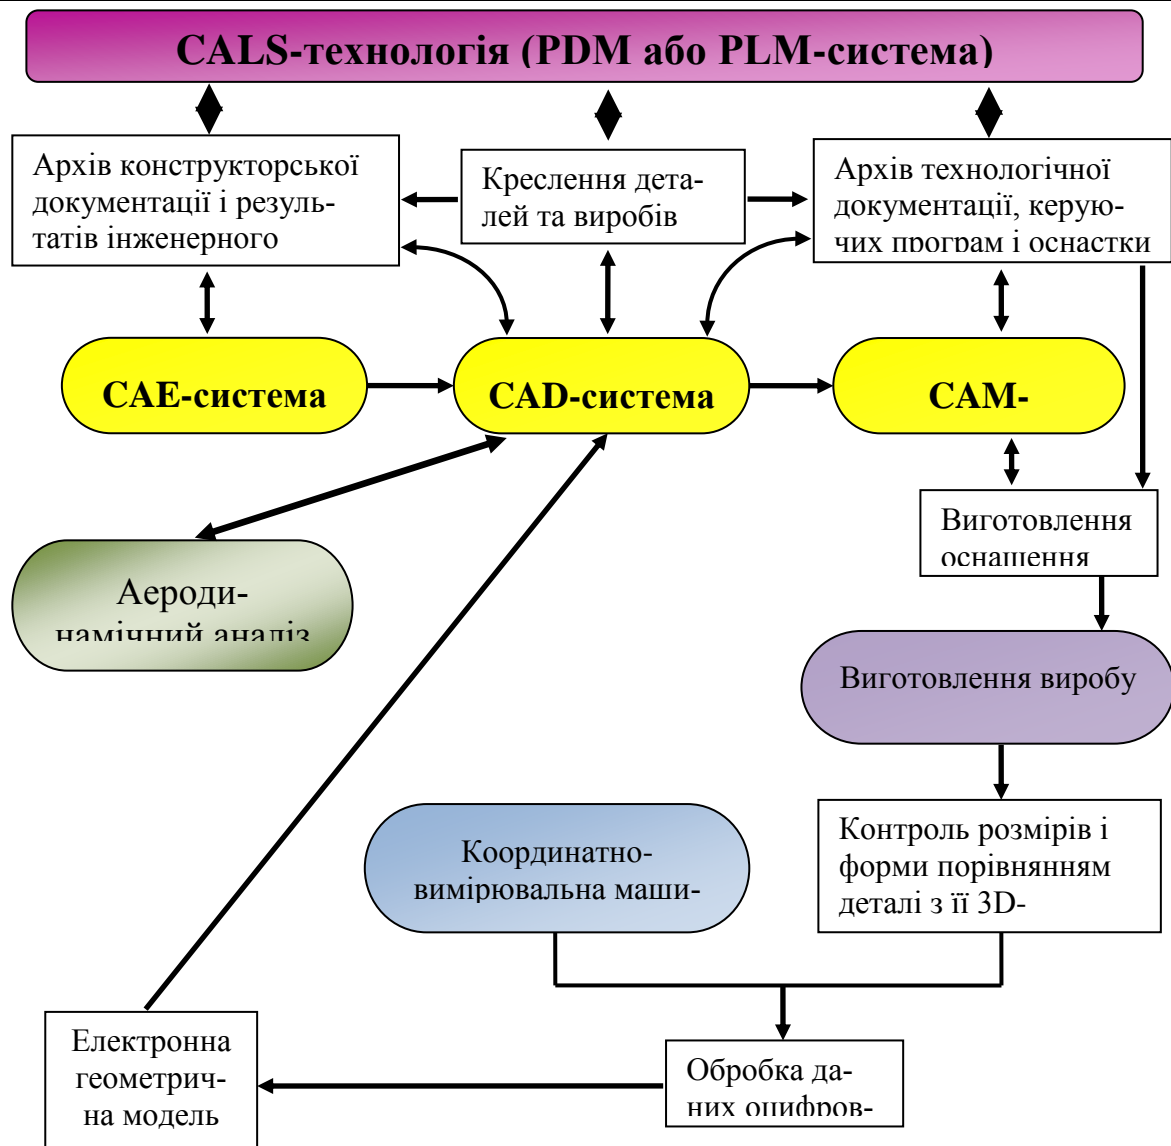 CALS-технологія (PDM або PLM-система)
Архів конструкторської
документації і резуль-
татів інженерного
Креслення дета-
лей та виробів
Архів технологічної
документації, керую-
чих програм і оснастки
CAE-система
CAD-система
CAM-
Виготовлення
оснащення
Аероди-
намічний аналіз
Виготовлення виробу
Координатно-
вимірювальна маши-
Контроль розмірів і
форми порівнянням
деталі з її 3D-
Електронна
геометрич-
на модель
Обробка да-
них оцифров-